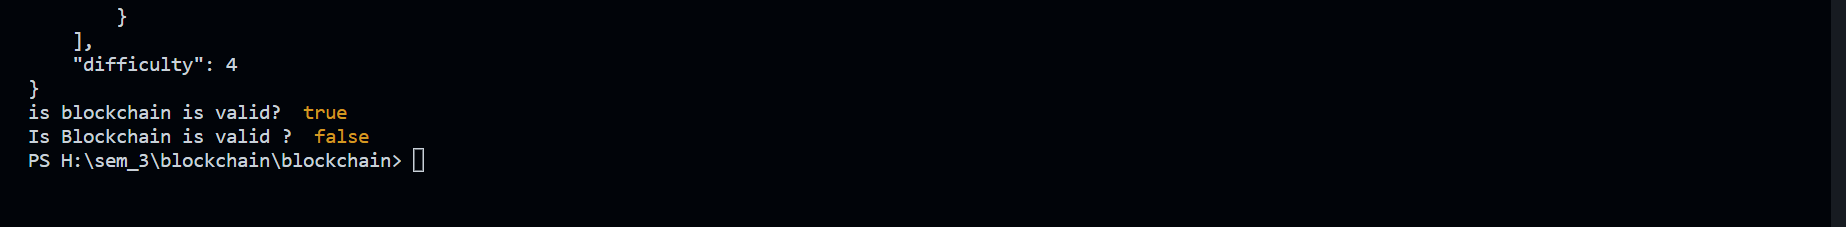 }
],
"difficulty": 4
}
is blockchain is valid?  true
Is Blockchain is valid ?  false
PS H:\sem_3\blockchain\blockchain>